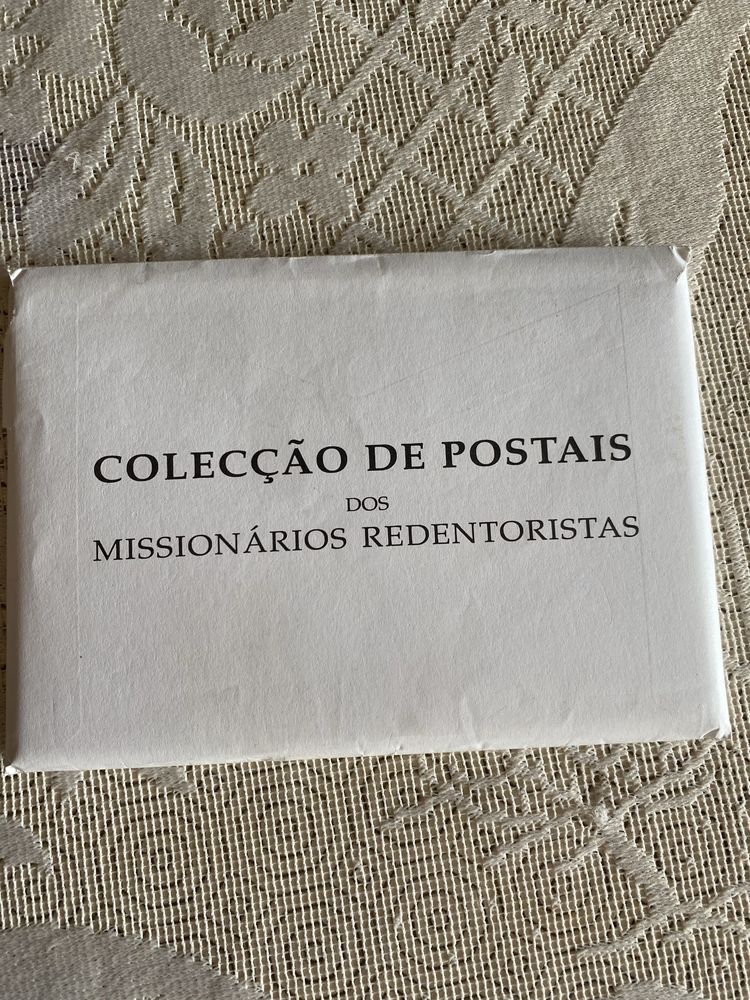 COLECÇÃO DE POSTAIS
DOS
MISSIONÁRIOS REDENTORISTAS